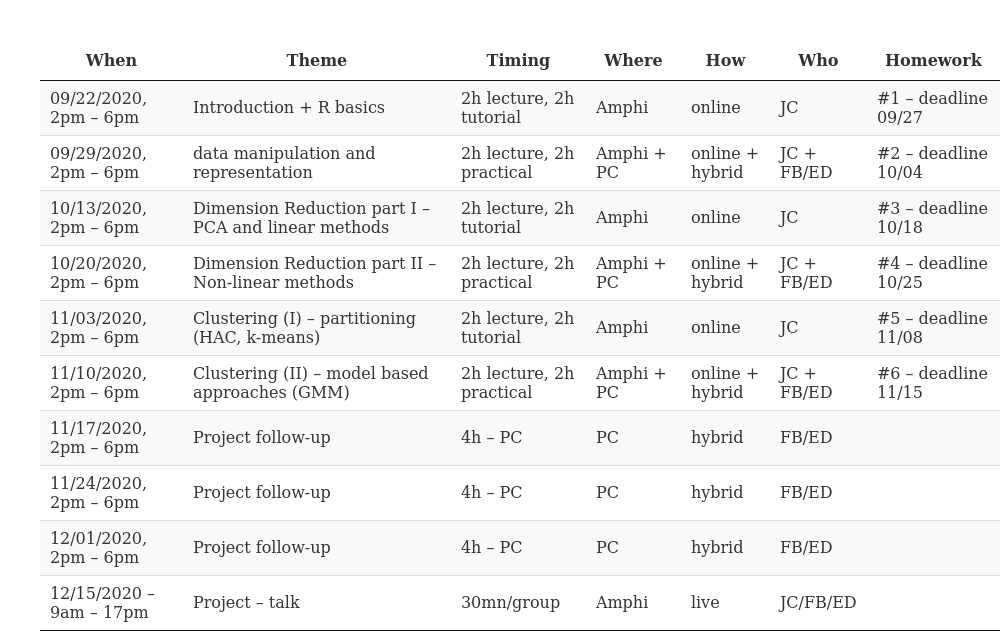 When Theme Timing Where How Who Homework
09/22/2020, 2pm – 6pm Introduction + R basics 2h lecture, 2h tutorial Amphi online JC #1 – deadline 09/27
09/29/2020, 2pm – 6pm data manipulation and representation 2h lecture, 2h practical Amphi + PC online + hybrid JC + FB/ED #2 – deadline 10/04
10/13/2020, 2pm – 6pm Dimension Reduction part I – PCA and linear methods 2h lecture, 2h tutorial Amphi online JC #3 – deadline 10/18
10/20/2020, 2pm – 6pm Dimension Reduction part II – Non-linear methods 2h lecture, 2h practical Amphi + PC online + hybrid JC + FB/ED #4 – deadline 10/25
11/03/2020, 2pm – 6pm Clustering (I) – partitioning (HAC, k-means) 2h lecture, 2h tutorial Amphi online JC #5 – deadline 11/08
11/10/2020, 2pm – 6pm Clustering (II) – model based approaches (GMM) 2h lecture, 2h practical Amphi + PC online + hybrid JC + FB/ED #6 – deadline 11/15
11/17/2020, 2pm – 6pm Project follow-up 4h – PC PC hybrid FB/ED
11/24/2020, 2pm – 6pm Project follow-up 4h – PC PC hybrid FB/ED
12/01/2020, 2pm – 6pm Project follow-up 4h – PC PC hybrid FB/ED
12/15/2020 – 9am – 17pm Project – talk 30mn/group Amphi live JC/FB/ED